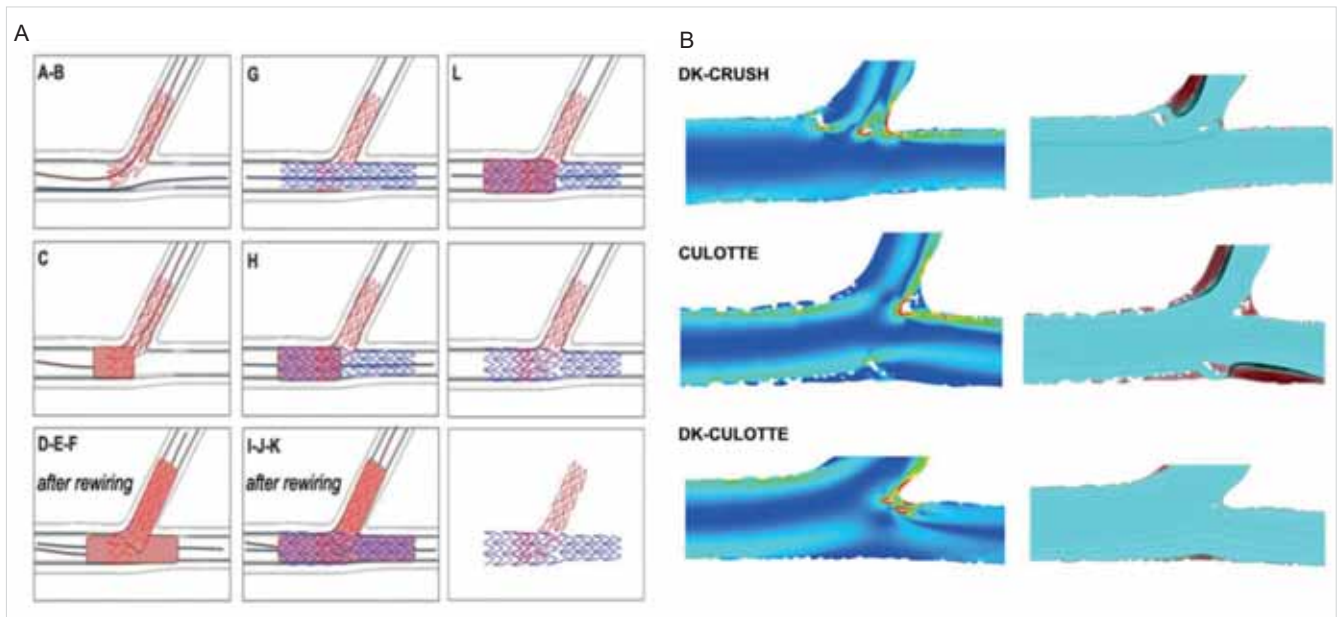 A
A-B
G
L
C
H
D-E-F
after rewiring
I-J-K
after rewiring
B
DK-CRUSH
CULOTTE
DK-CULOTTE